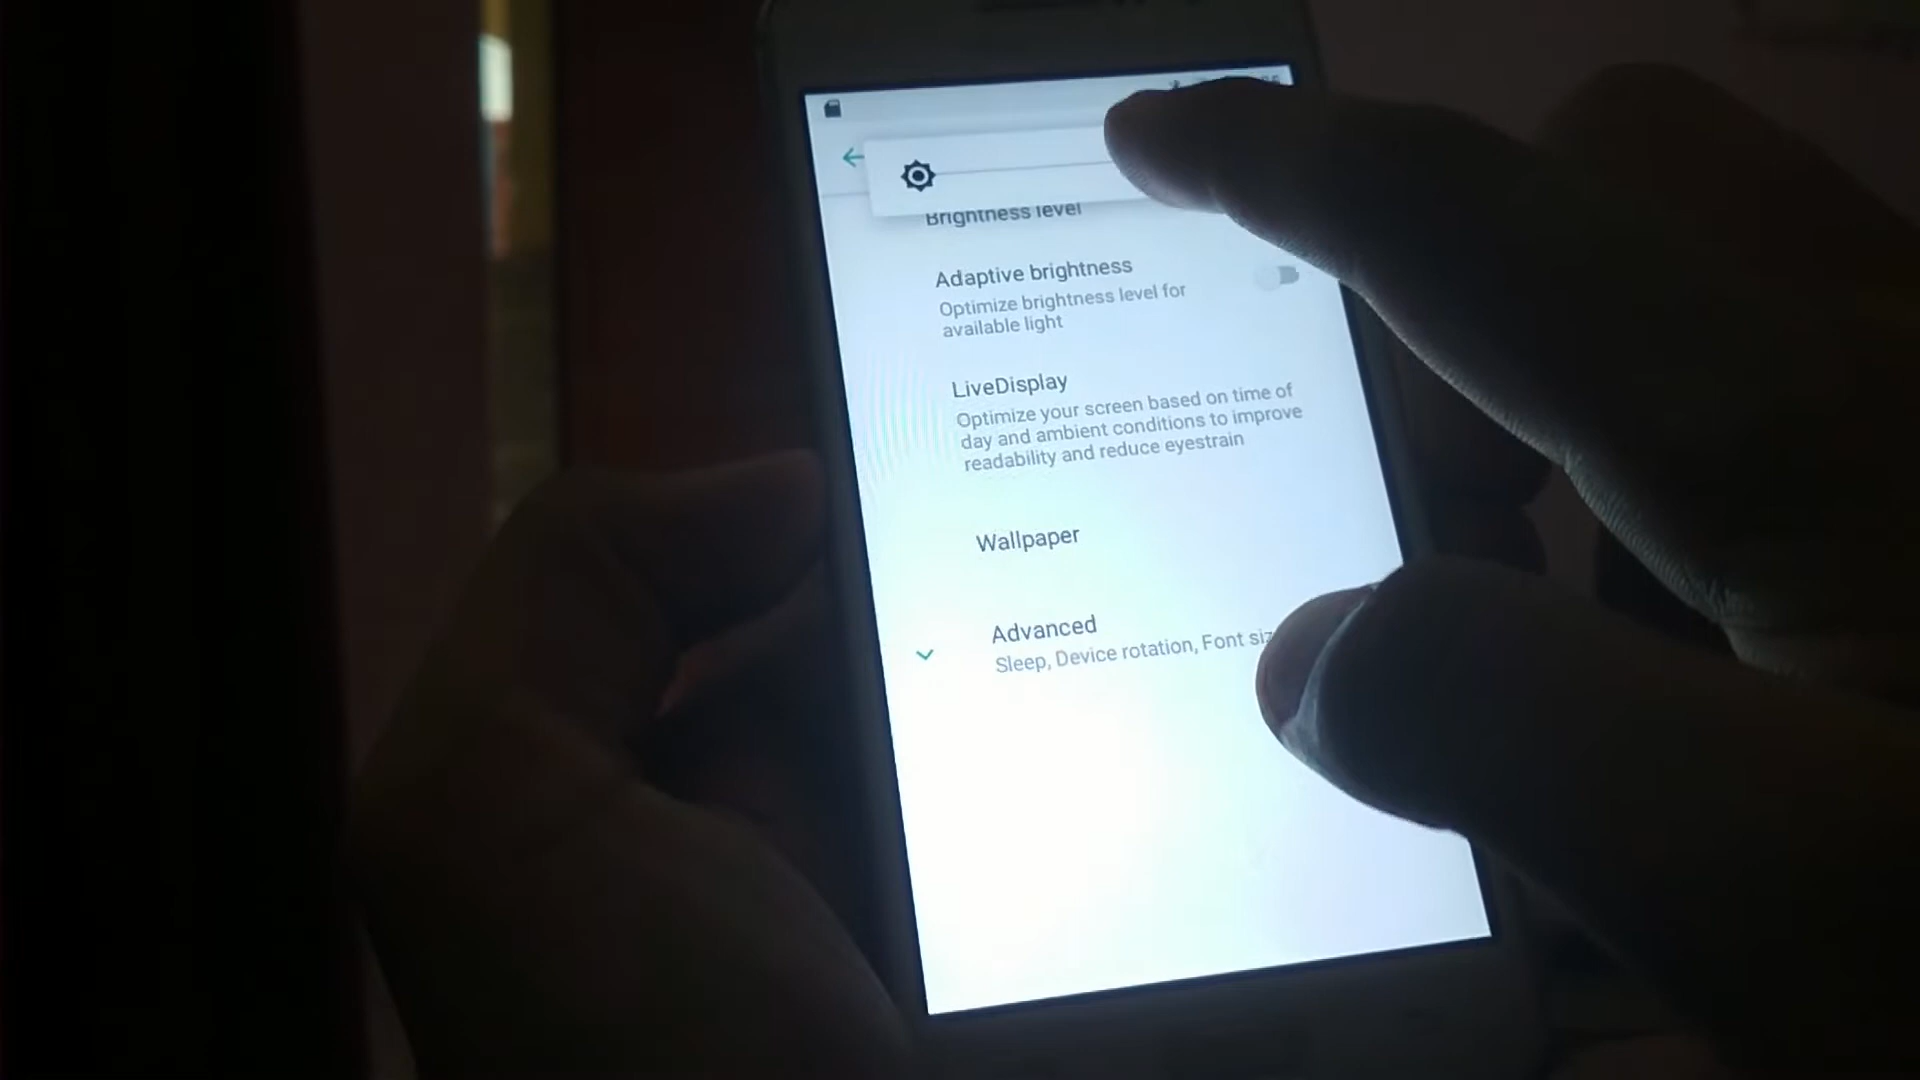 Brightness level
Adaptive brightness
Optimize brightness level for
available light
LiveDisplay
Optimize your screen based on time of
day and ambient conditions to improve
readability and reduce eyestrain
Wallpaper
Advanced
Sleep, Device rotation, Font